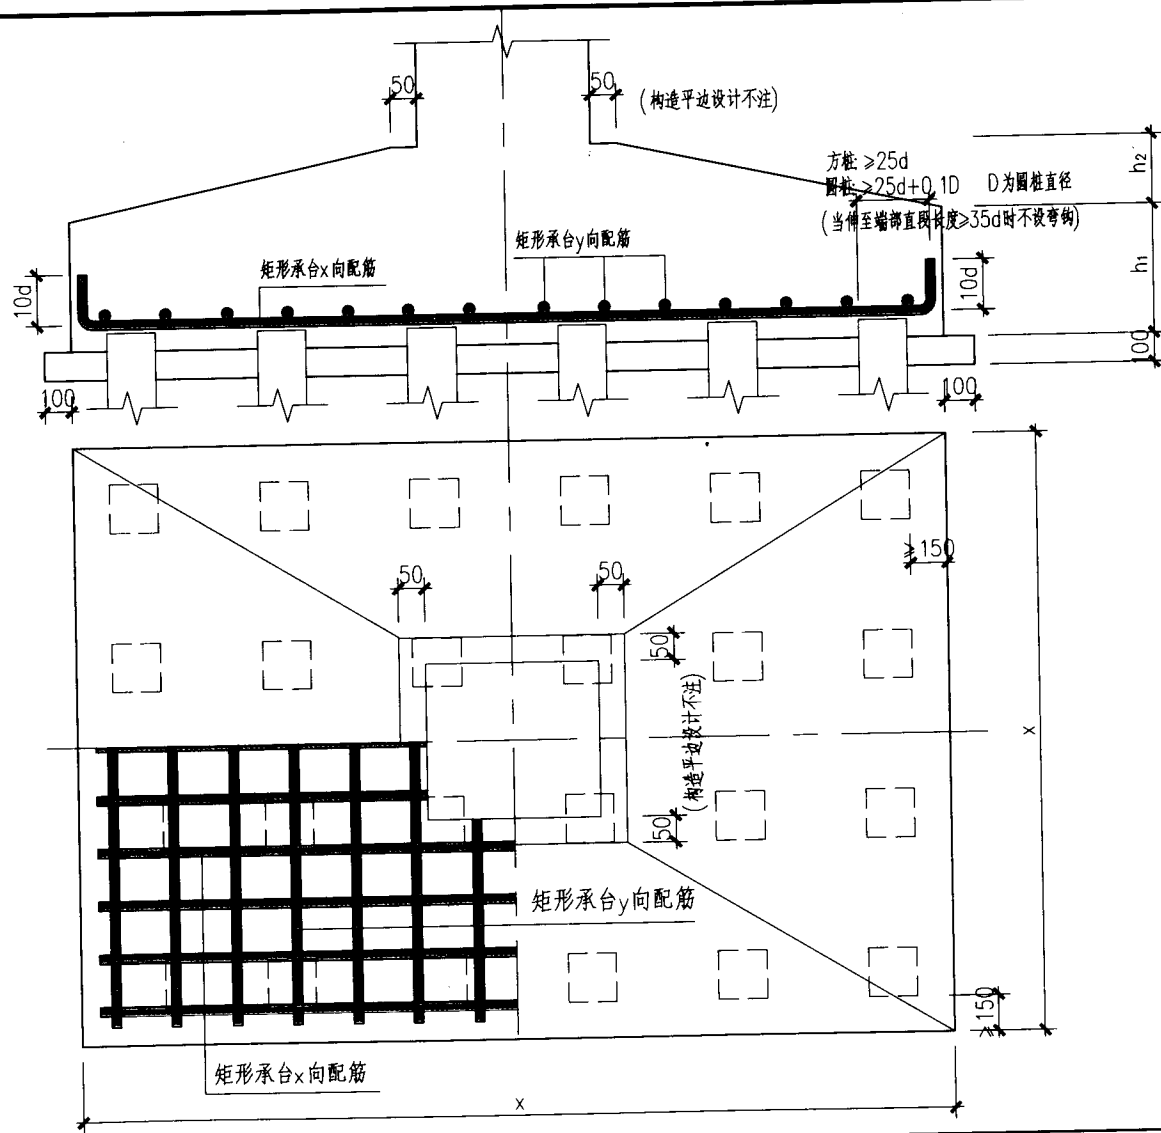 50
50
(构造平边设计不注)
方桩:≥25d
圆桩:≥25d+0.1D D为圆桩直径
(当伸至端部直段长度≥35d时不设弯钩)
h2
矩形承台y向配筋
矩形承台x向配筋
10d
10d
h1
100
100
100
≥150
50
50
50
(构造平边设计不注)
x
50
矩形承台y向配筋
≥150
矩形承台x向配筋
x